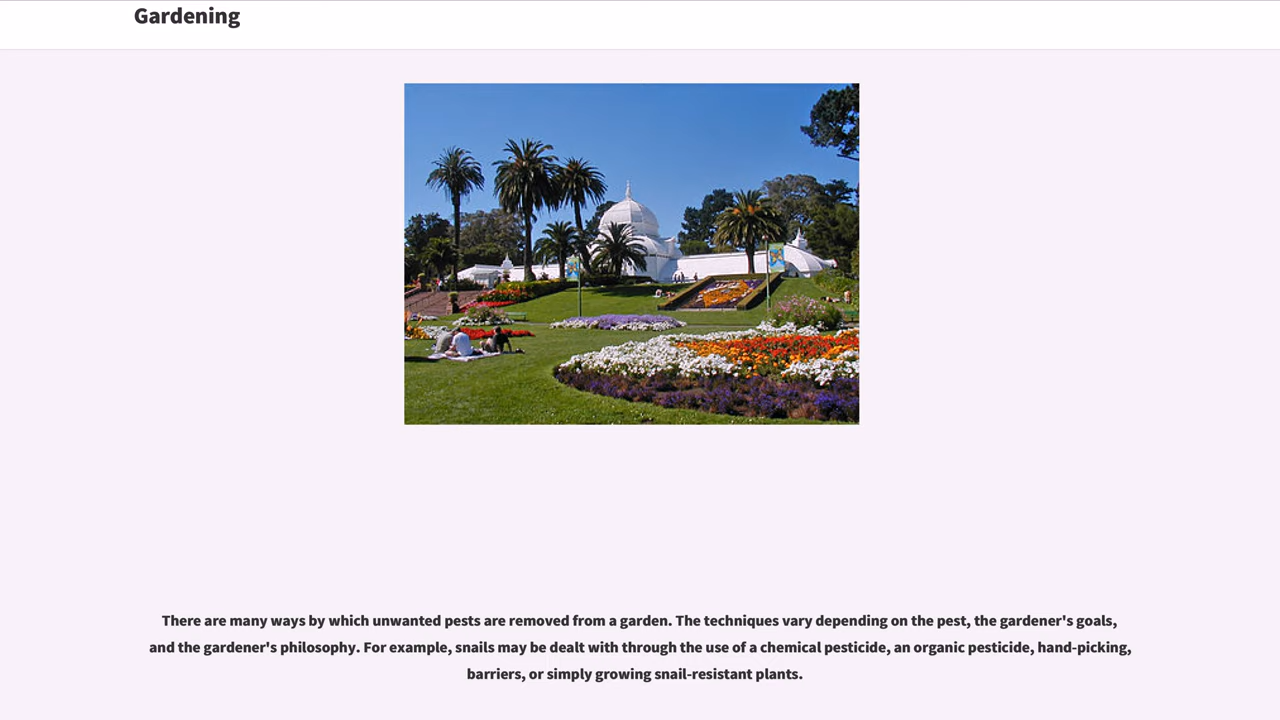 Gardening
There are many ways by which unwanted pests are removed from a garden. The techniques vary depending on the pest, the gardener's goals,
and the gardener's philosophy. For example, snails may be dealt with through the use of a chemical pesticide, an organic pesticide, hand-picking,
barriers, or simply growing snail-resistant plants.